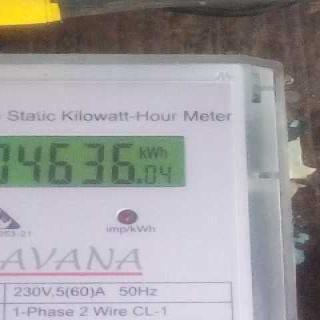 Static Kilowatt-Hour Meter
04636.04 kWh
imp/kWh
AVANA
230V,5(60)A 50Hz
1-Phase 2 Wire CL-1